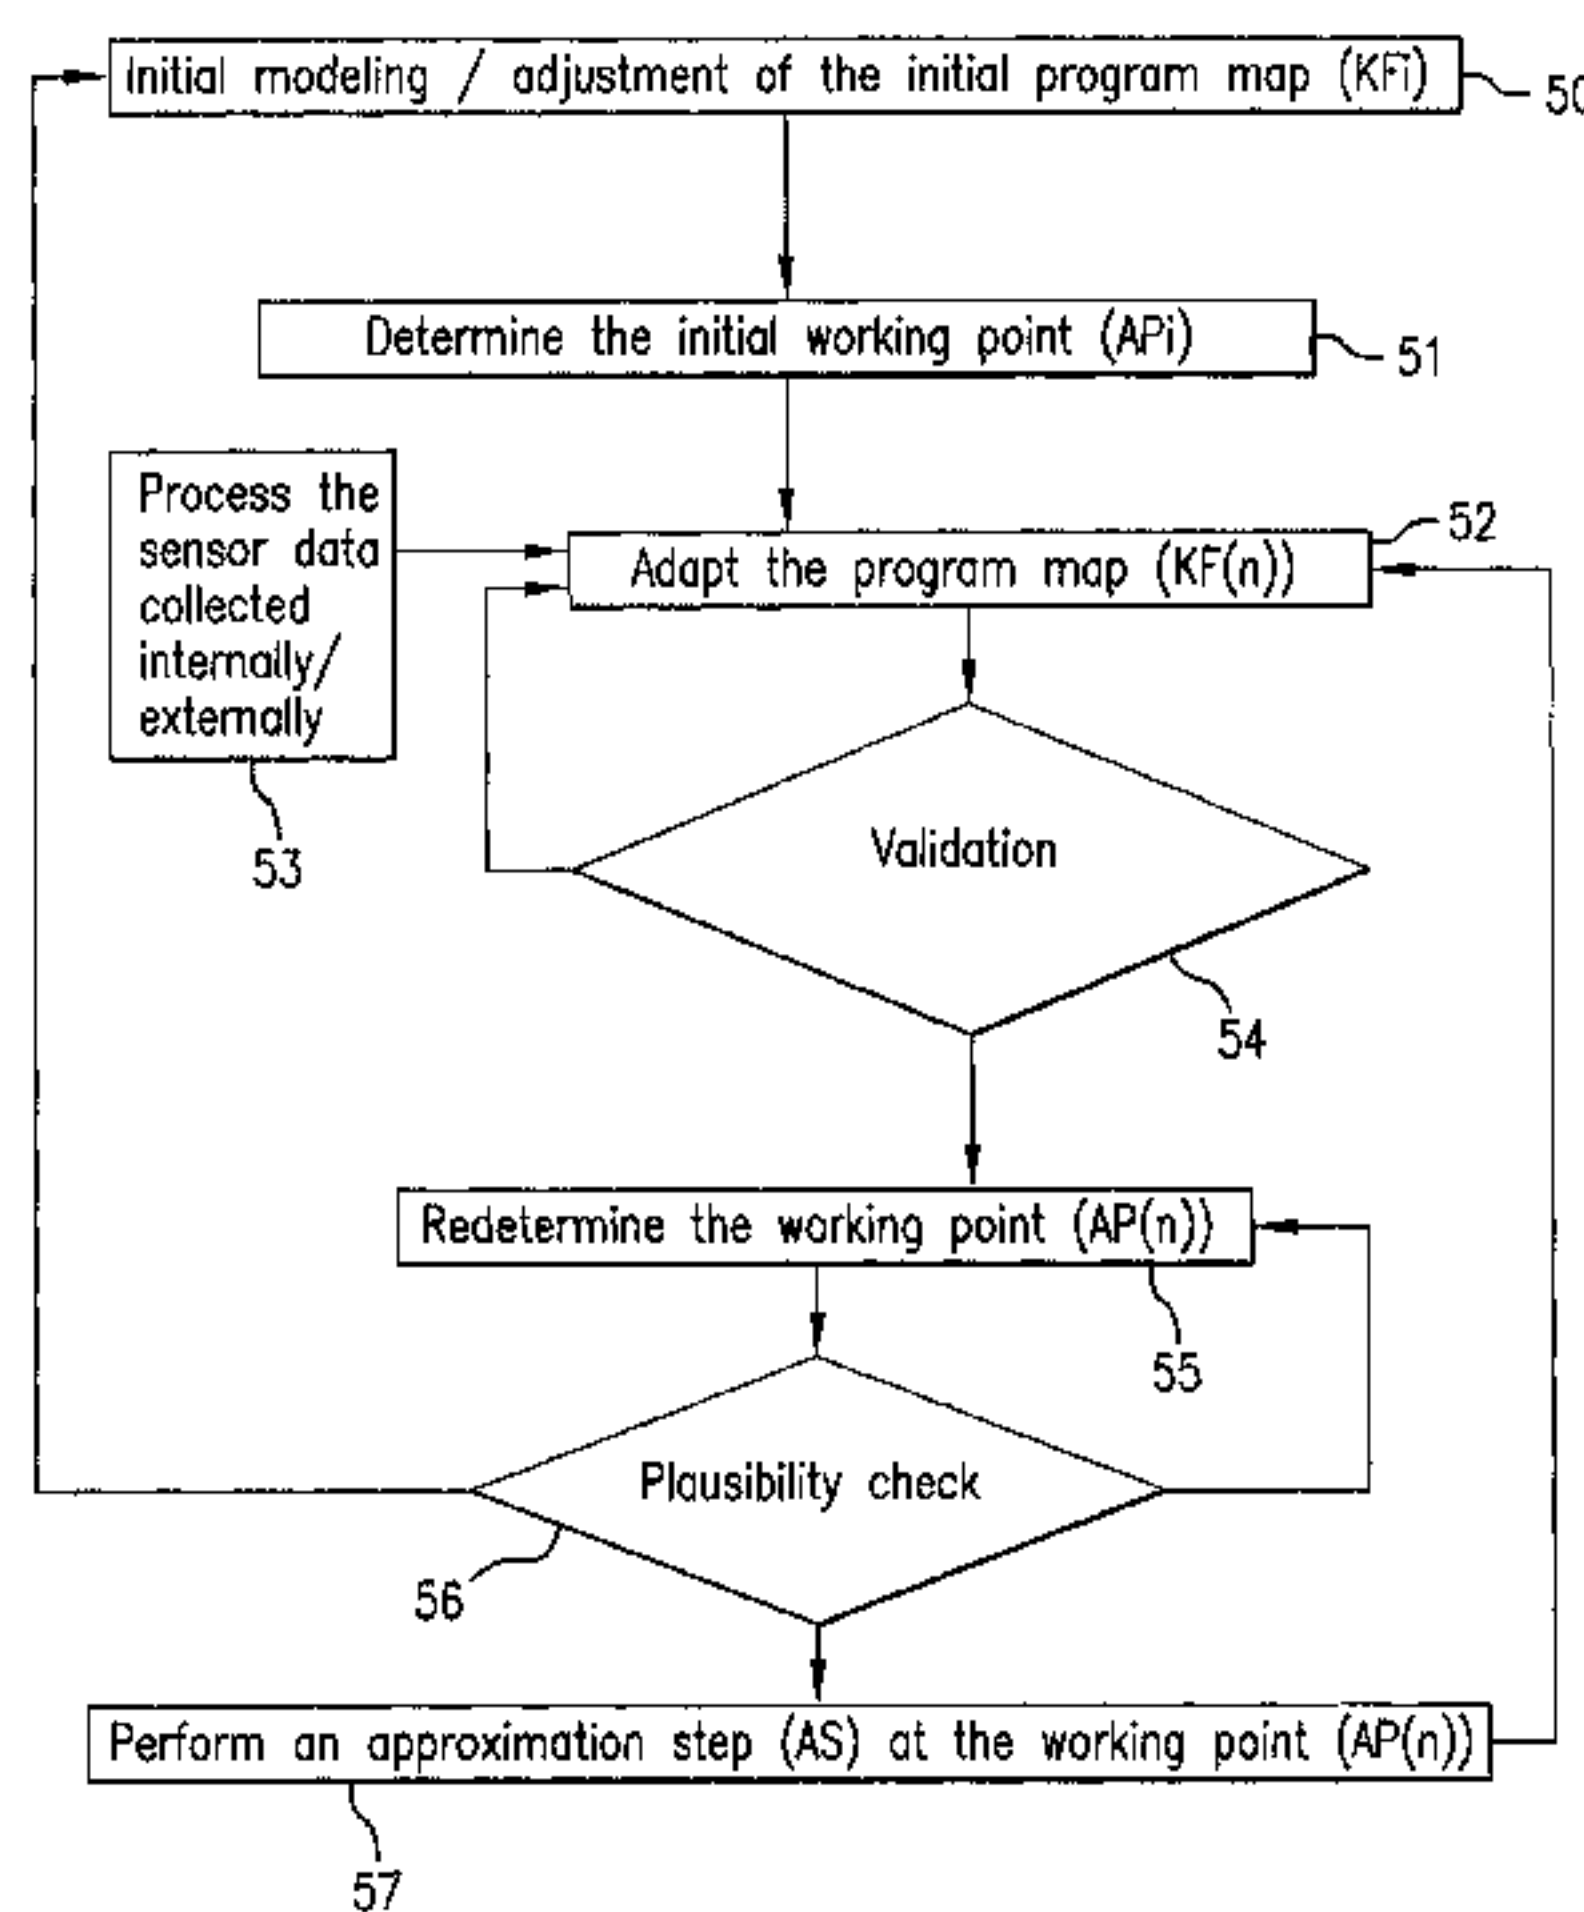 Initial modeling / adjustment of the initial program map (KFi)
50
Determine the initial working point (APi)
51
Process the
sensor data
collected
internally/
externally
53
Adapt the program map (KF(n))
52
Validation
54
Redetermine the working point (AP(n))
55
Plausibility check
56
Perform an approximation step (AS) at the working point (AP(n))
57